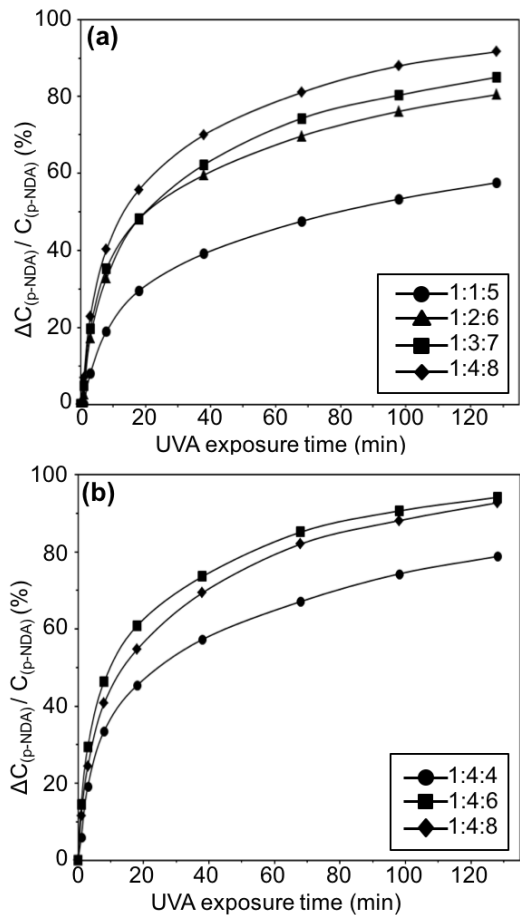 (a)
100
80
60
40
20
0
ΔC(p-NDA) / C(p-NDA) (%)
1:1:5
1:2:6
1:3:7
1:4:8
0 20 40 60 80 100 120
UVA exposure time (min)
(b)
100
80
60
40
20
0
ΔC(p-NDA) / C(p-NDA) (%)
1:4:4
1:4:6
1:4:8
0 20 40 60 80 100 120
UVA exposure time (min)